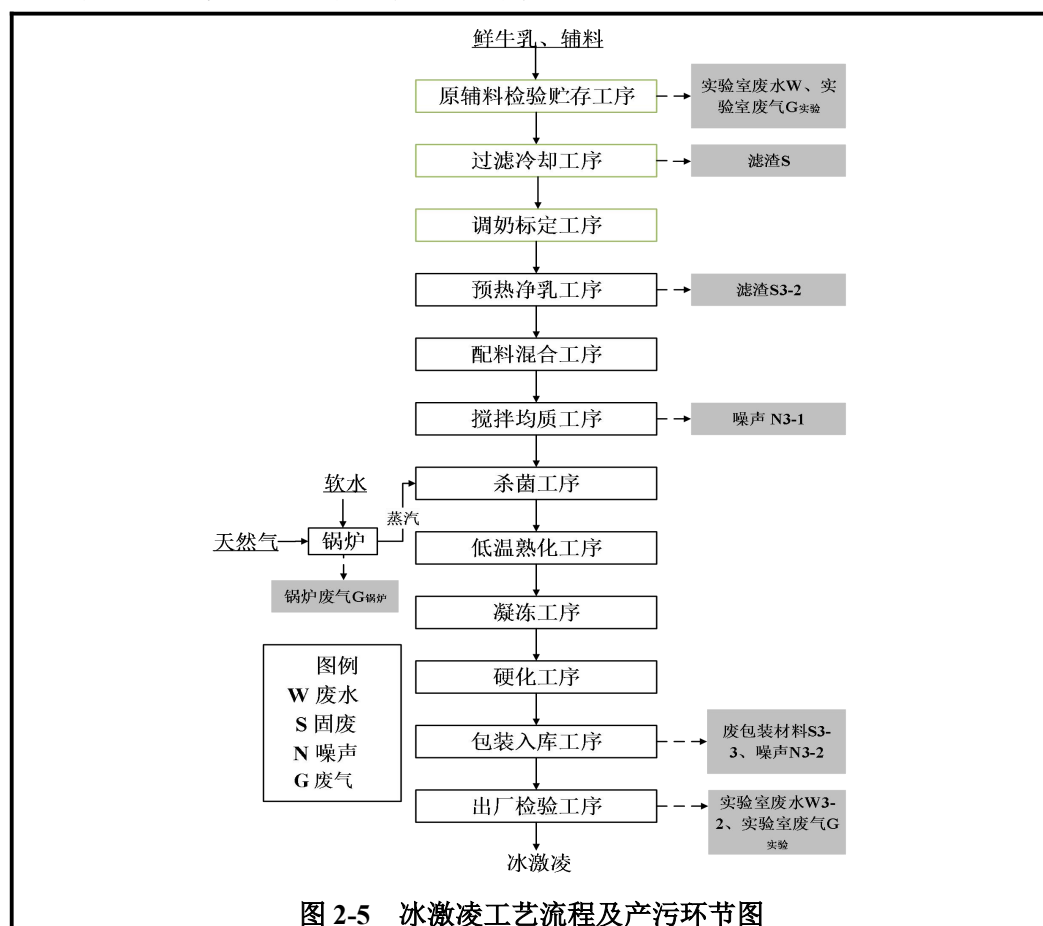 鲜牛乳、辅料
原辅料检验贮存工序
实验室废水W、实
验室废气G实验
过滤冷却工序
滤渣S
调奶标定工序
预热净乳工序
滤渣S3-2
配料混合工序
搅拌均质工序
噪声 N3-1
软水
杀菌工序
蒸汽
天然气
锅炉
低温熟化工序
锅炉废气G锅炉
凝冻工序
图例
W 废水
S 固废
N 噪声
G 废气
硬化工序
包装入库工序
废包装材料S3-
3、噪声N3-2
出厂检验工序
实验室废水W3-
2、实验室废气G
实验
冰激凌
图 2-5 冰激凌工艺流程及产污环节图